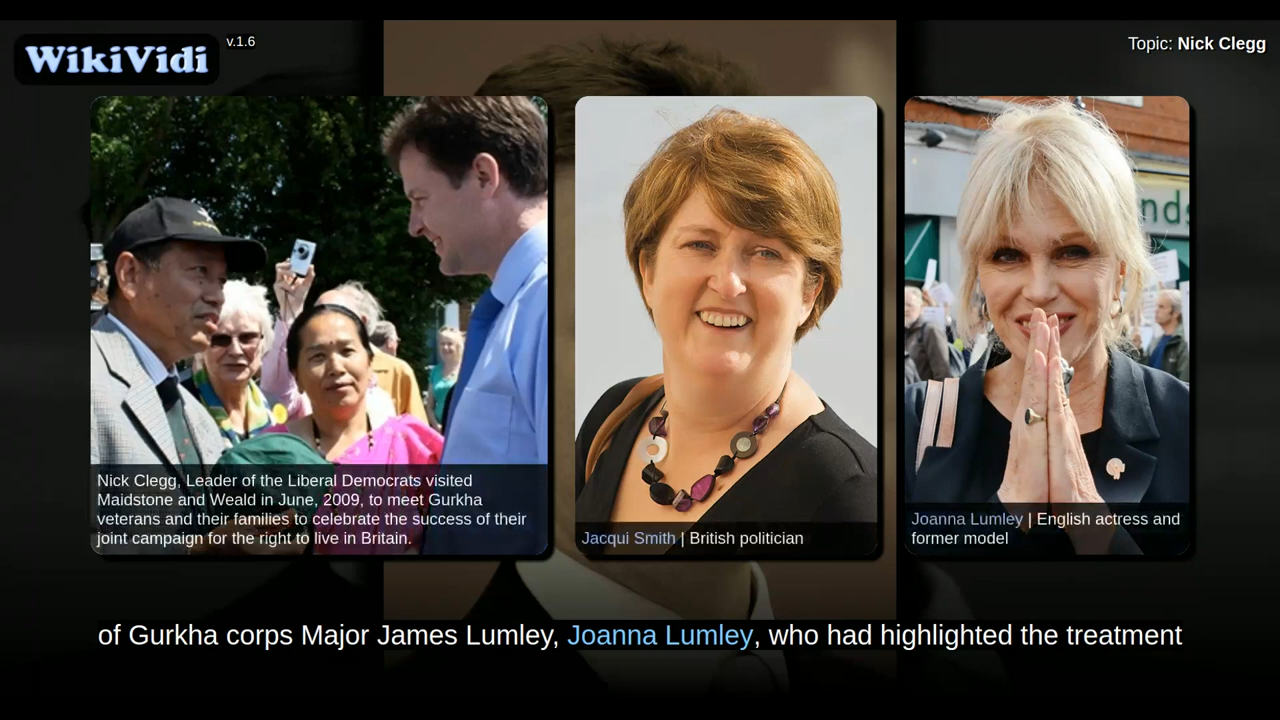 WikiVidi
v.1.6
Topic: Nick Clegg
nds
Nick Clegg, Leader of the Liberal Democrats visited
Maidstone and Weald in June, 2009, to meet Gurkha
veterans and their families to celebrate the success of their
joint campaign for the right to live in Britain.
Jacqui Smith | British politician
Joanna Lumley | English actress and
former model
of Gurkha corps Major James Lumley, Joanna Lumley, who had highlighted the treatment